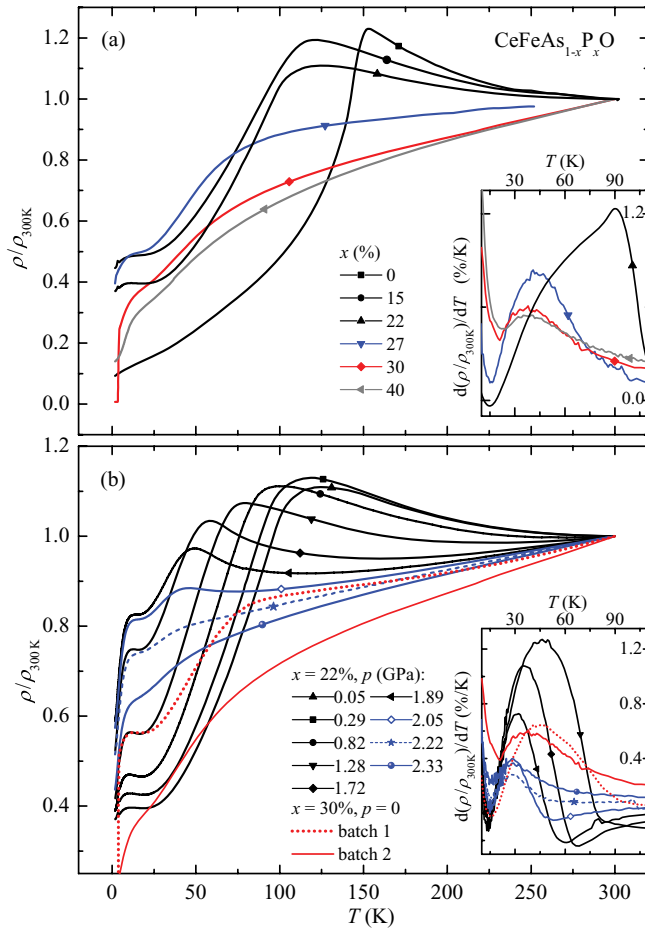 (a)
CeFeAs1-xPxO
1.2
1.0
0.8
0.6
0.4
0.2
0.0
ρ/ρ300K
x (%)
0
15
22
27
30
40
T (K)
30 60 90
1.2
0.0
d(ρ/ρ300K)/dT (%/K)
(b)
1.2
1.0
0.8
0.6
0.4
ρ/ρ300K
x = 22%, p (GPa):
0.05 1.89
0.29 2.05
0.82 2.22
1.28 2.33
1.72
x = 30%, p = 0
batch 1
batch 2
T (K)
30 60 90
1.2
0.8
0.4
d(ρ/ρ300K)/dT (%/K)
0 50 100 150 200 250 300
T (K)